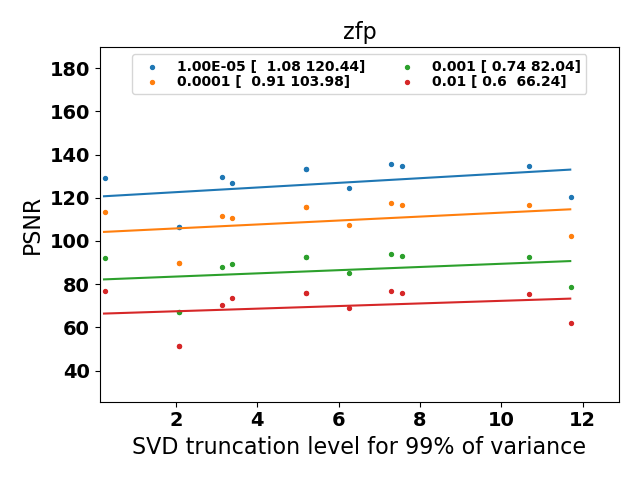 zfp
1.00E-05 [  1.08 120.44]
0.0001 [  0.91 103.98]
0.001 [ 0.74 82.04]
0.01 [ 0.6  66.24]
180
160
140
120
100
80
60
40
PSNR
2 4 6 8 10 12
SVD truncation level for 99% of variance